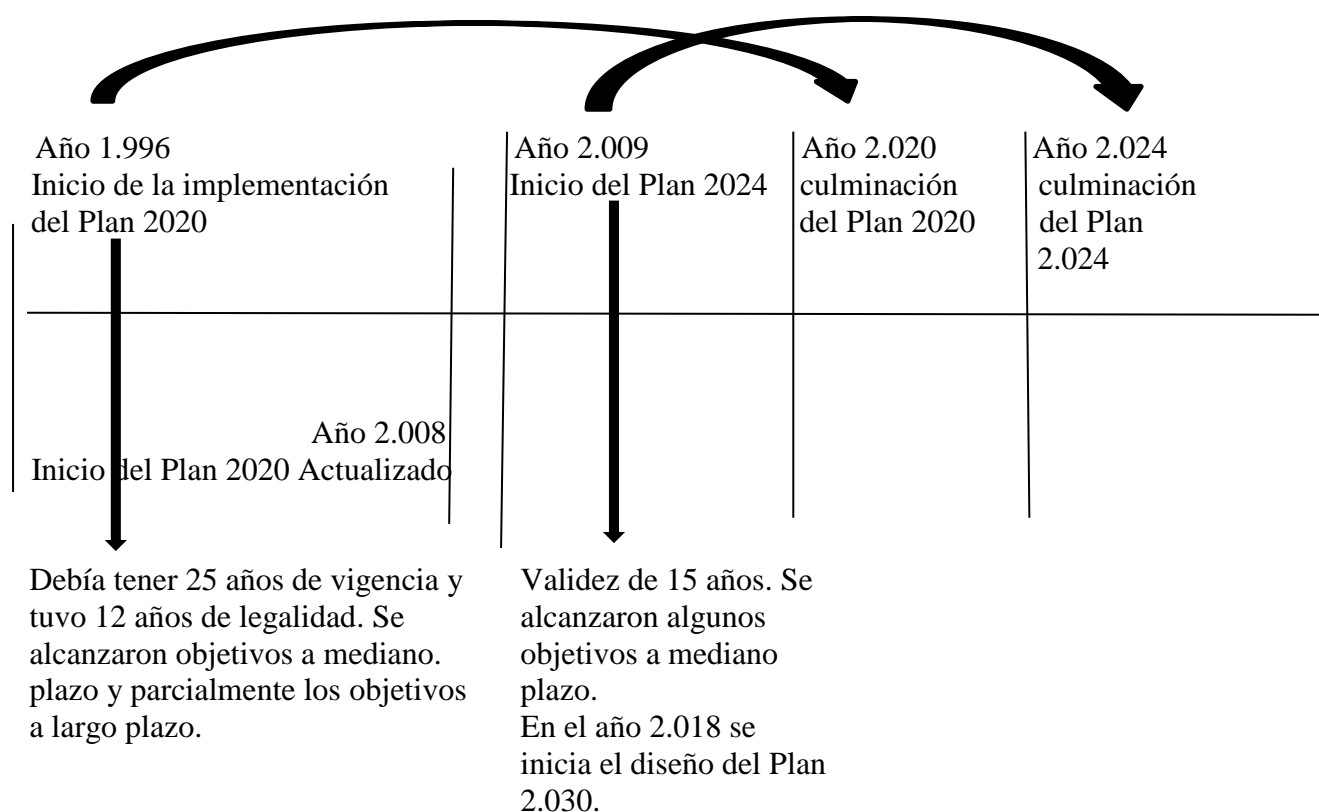 Año 1.996
Inicio de la implementación
del Plan 2020
Año 2.009
Inicio del Plan 2024
Año 2.020
culminación
del Plan 2020
Año 2.024
culminación
del Plan
2.024
Año 2.008
Inicio del Plan 2020 Actualizado
Debía tener 25 años de vigencia y
tuvo 12 años de legalidad. Se
alcanzaron objetivos a mediano.
plazo y parcialmente los objetivos
a largo plazo.
Validez de 15 años. Se
alcanzaron algunos
objetivos a mediano
plazo.
En el año 2.018 se
inicia el diseño del Plan
2.030.